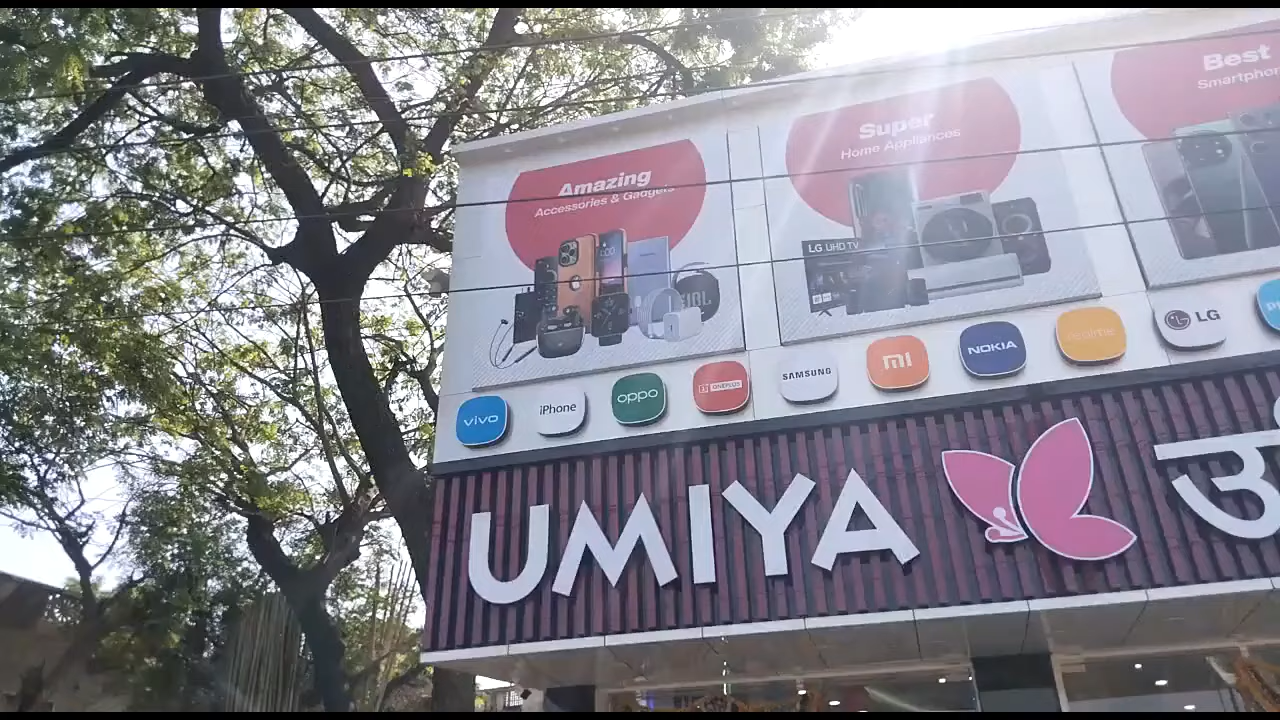 Amazing
Accessories & Gadgets
Super
Home Appliances
Best
LG UHD TV
JBL
vivo
iPhone
oppo
ONEPLUS
SAMSUNG
mi
NOKIA
realme
LG
UMIYA